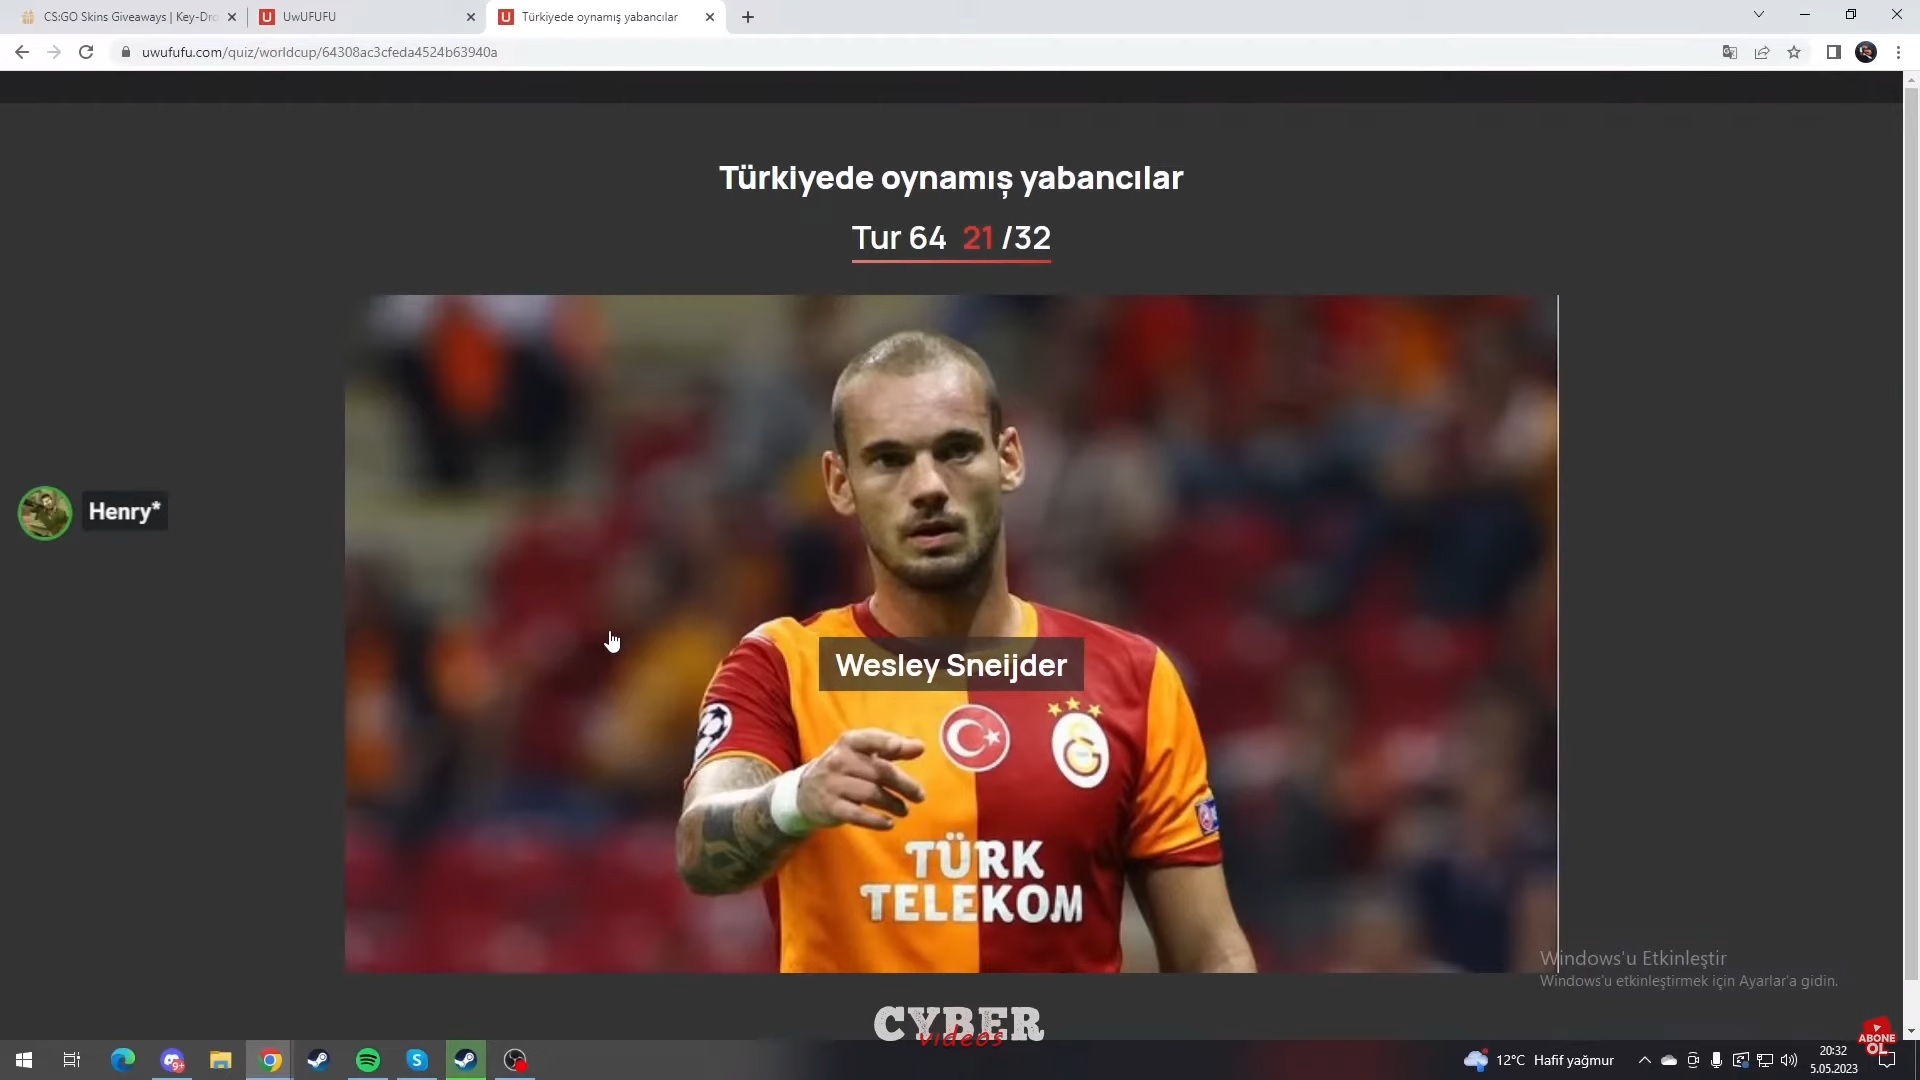 CS:GO Skins Giveaways | Key-Dro
UwUFUFU
Türkiyede oynamış yabancılar
uwufufu.com/quiz/worldcup/64308ac3cfeda4524b63940a
Türkiyede oynamış yabancılar
Tur 64 21 /32
Henry*
Wesley Sneijder
TÜRK
TELEKOM
Windows'u Etkinleştir
Windows'u etkinleştirmek için Ayarlar'a gidin.
CYBER
videos
ABONE
OL
9+
12°C Hafif yağmur
20:32
5.05.2023